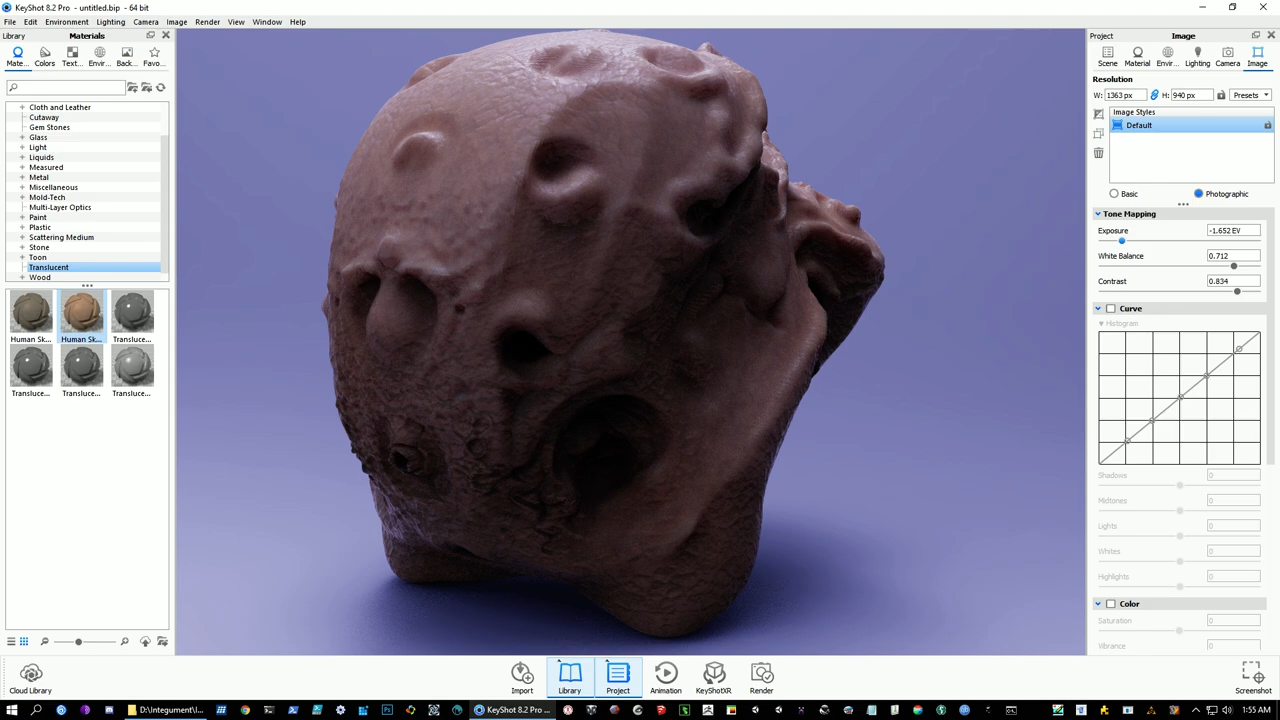 KeyShot 8.2 Pro - untitled.bip - 64 bit
File Edit Environment Lighting Camera Image Render View Window Help
Library Materials
Mate... Colors Text... Envir... Back... Favo...
Cloth and Leather
Cutaway
Gem Stones
Glass
Light
Liquids
Measured
Metal
Miscellaneous
Mold-Tech
Multi-Layer Optics
Paint
Plastic
Scattering Medium
Stone
Toon
Translucent
Wood
Human Sk... Human Sk... Transluce...
Transluce... Transluce... Transluce...
Cloud Library
Import Library Project Animation KeyShotXR Render
Screenshot
Project Image
Scene Material Envir... Lighting Camera Image
Resolution
W: 1363 px H: 940 px Presets
Image Styles
Default
Basic Photographic
Tone Mapping
Exposure -1.652 EV
White Balance 0.712
Contrast 0.834
Curve
Histogram
Shadows 0
Midtones 0
Lights 0
Whites 0
Highlights 0
Color
Saturation 0
Vibrance
D:\Integument\I... KeyShot 8.2 Pro ... 1:55 AM